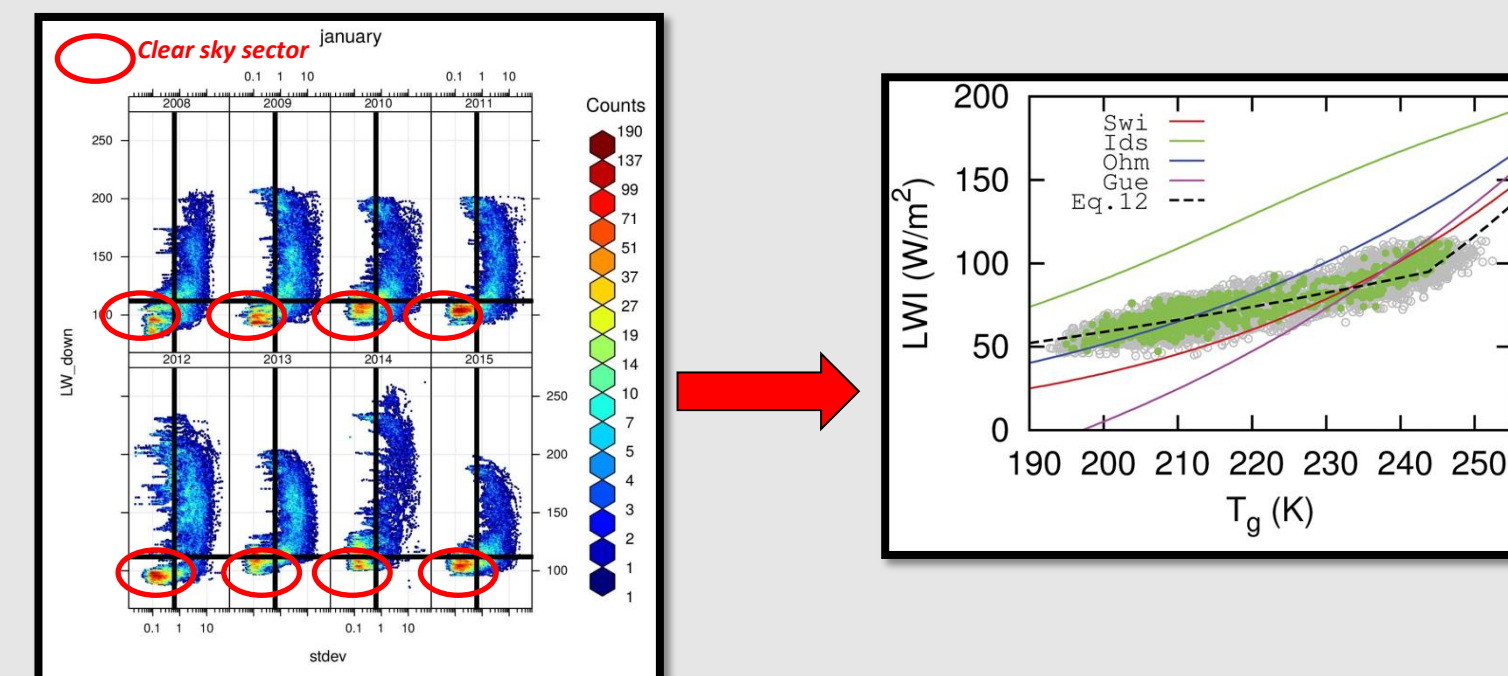 Clear sky sector
january
0.1 1 10 0.1 1 10
2008 2009 2010 2011
250
200
150
100
LW_down
2012 2013 2014 2015
250
200
150
100
0.1 1 10 0.1 1 10
stdev
Counts
190
137
99
71
51
37
27
19
14
10
7
5
4
3
2
1
1
200
150
100
50
0
LWI (W/m²)
Swi
Ids
Ohm
Gue
Eq.12
190 200 210 220 230 240 250
Tg (K)